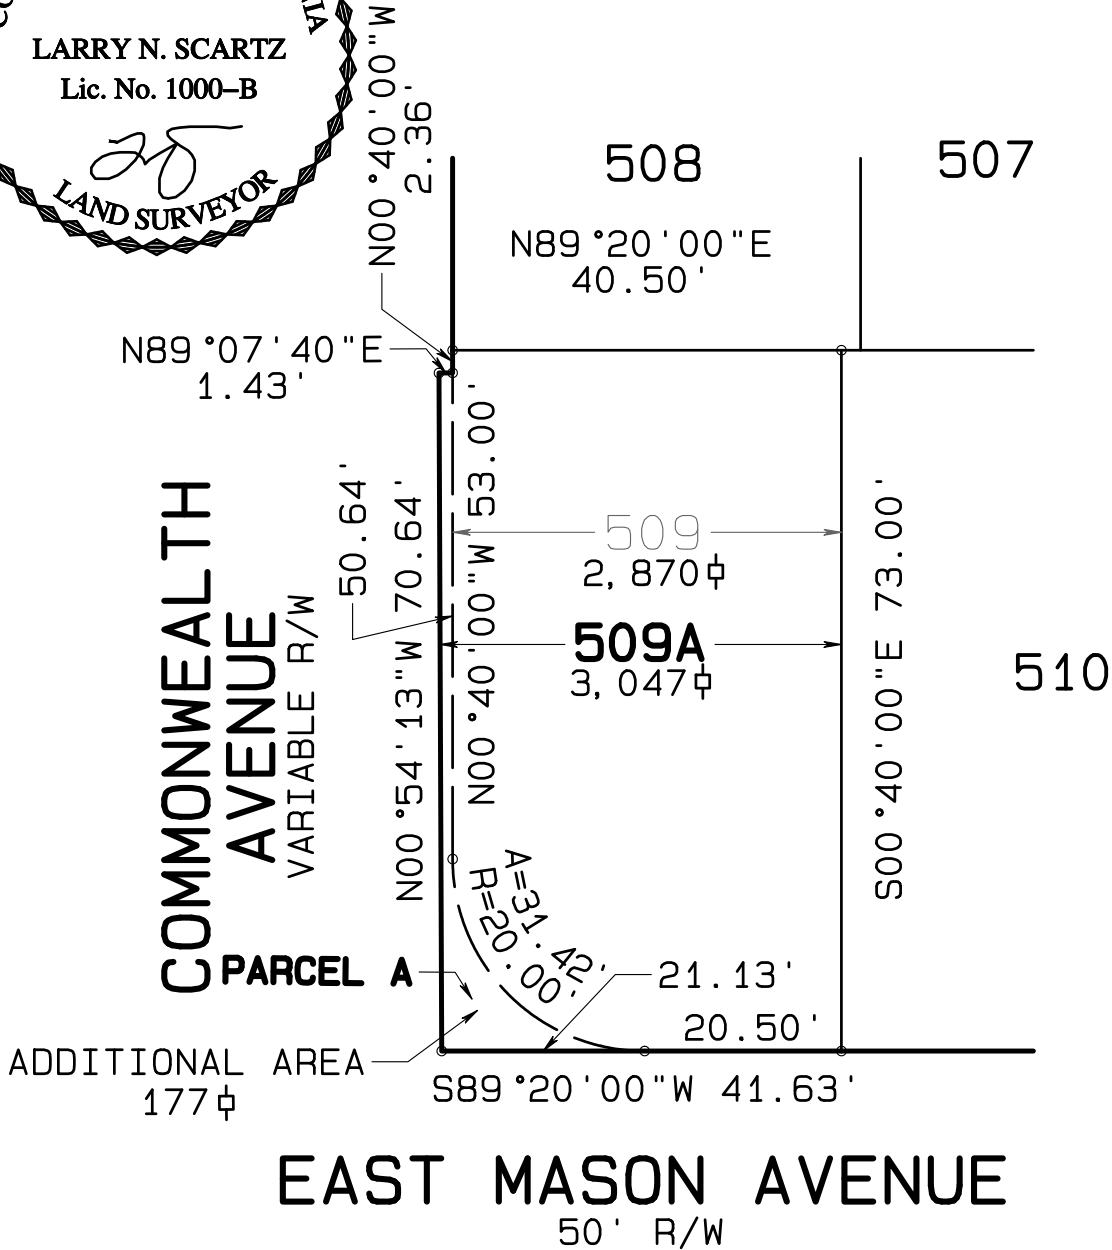 LARRY N. SCARTZ
Lic. No. 1000–B
LAND SURVEYOR
N00°40'00"W
2.36'
508
507
N89°20'00"E
40.50'
N89°07'40"E
1.43'
COMMONWEALTH
AVENUE
VARIABLE R/W
50.64'
N00°54'13"W 70.64'
N00°40'00"W 53.00'
509
2,870
509A
3,047
S00°40'00"E 73.00'
510
A=31.42'
R=20.00'
PARCEL A
21.13'
20.50'
ADDITIONAL AREA
177
S89°20'00"W 41.63'
EAST MASON AVENUE
50' R/W